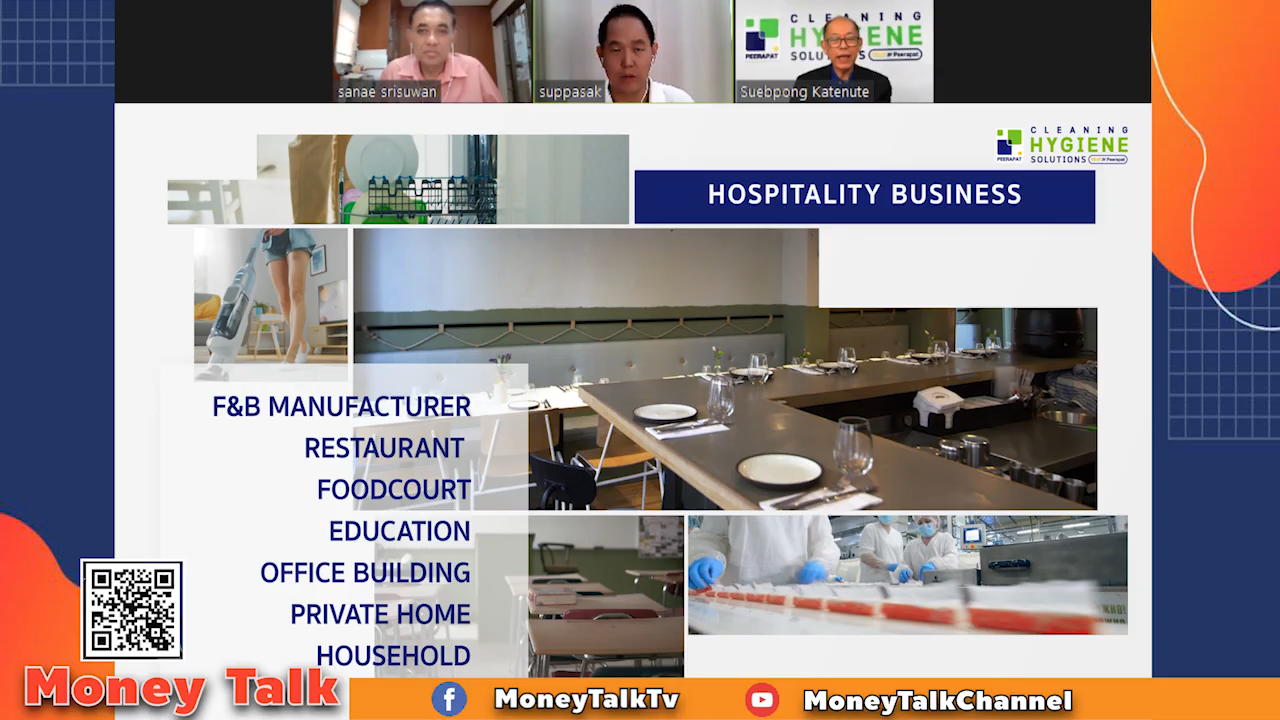 CLEANING
HYGIENE
SOLUTIONS
PEERAPAT
sanae srisuwan
suppasak
Suebpong Katenute
CLEANING
HYGIENE
SOLUTIONS
PEERAPAT
HOSPITALITY BUSINESS
F&B MANUFACTURER
RESTAURANT
FOODCOURT
EDUCATION
OFFICE BUILDING
PRIVATE HOME
HOUSEHOLD
Money Talk
MoneyTalkTv
MoneyTalkChannel